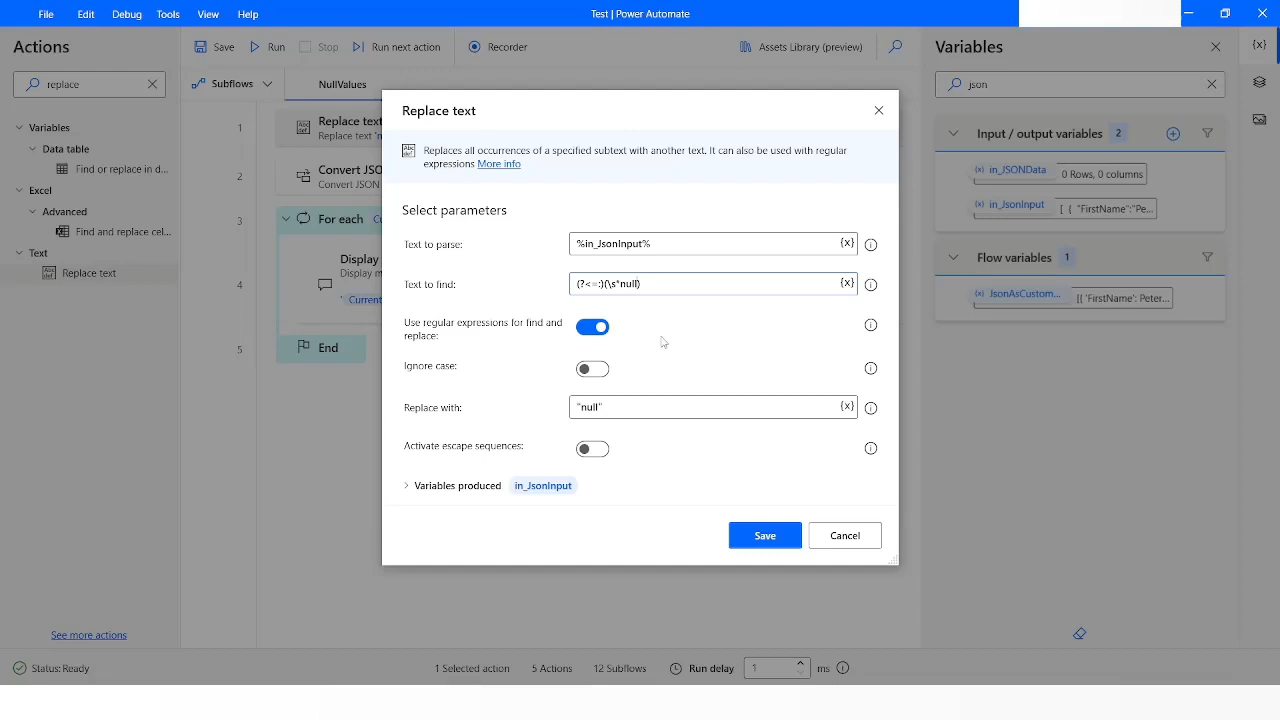 File Edit Debug Tools View Help
Test | Power Automate
Actions
replace
Variables
Data table
Find or replace in d...
Excel
Advanced
Find and replace cel...
Text
Replace text
See more actions
Save Run Stop Run next action Recorder Assets Library (preview)
Subflows NullValues
1 Replace text
Replace text 'n
2 Convert JSO
Convert JSON
3 For each Cu
4 Display
Display m
Current
5 End
Replace text
Replaces all occurrences of a specified subtext with another text. It can also be used with regular
expressions More info
Select parameters
Text to parse: %in_JsonInput% {x}
Text to find: (?<=:)(\s*null) {x}
Use regular expressions for find and
replace:
Ignore case:
Replace with: "null" {x}
Activate escape sequences:
Variables produced in_JsonInput
Save Cancel
Variables
json
Input / output variables 2
{x} in_JSONData 0 Rows, 0 columns
{x} in_JsonInput [ { "FirstName":"Pe...
Flow variables 1
{x} JsonAsCustom... [{ 'FirstName': Peter...
{x}
Status: Ready 1 Selected action 5 Actions 12 Subflows Run delay 1 ms